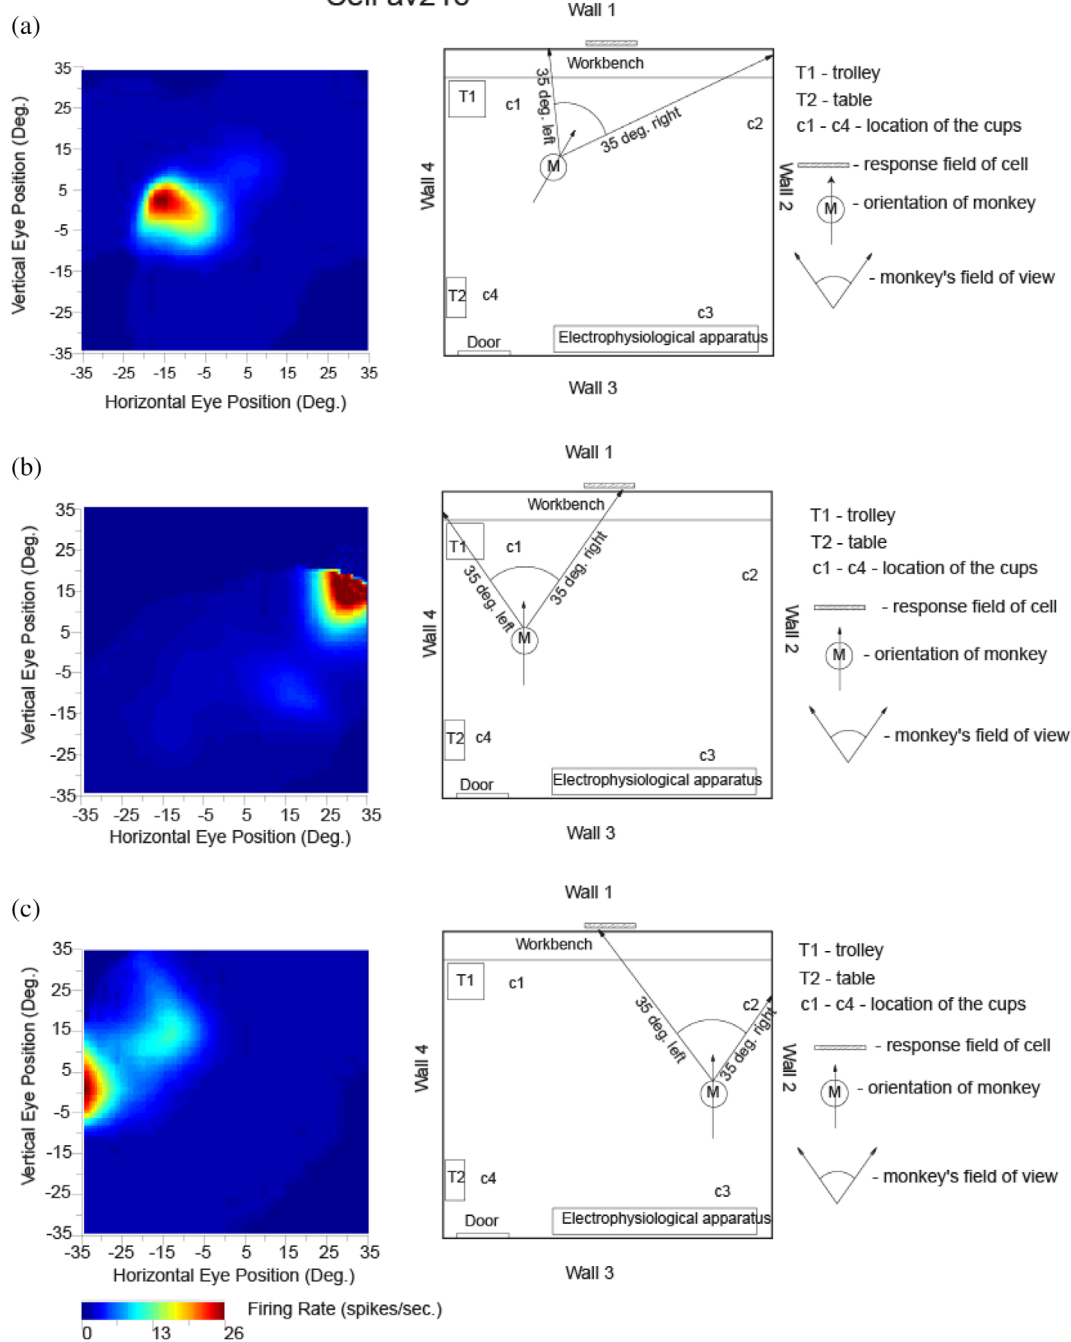 Cell av216
(a)
Wall 1
35
25
15
5
-5
-15
-25
-35
Vertical Eye Position (Deg.)
-35 -25 -15 -5 5 15 25 35
Horizontal Eye Position (Deg.)
Workbench
T1
c1
35 deg. left
35 deg. right
c2
M
Wall 4
Wall 2
T2
c4
c3
Electrophysiological apparatus
Door
Wall 3
T1 - trolley
T2 - table
c1 - c4 - location of the cups
- response field of cell
M - orientation of monkey
- monkey's field of view
(b)
Wall 1
35
25
15
5
-5
-15
-25
-35
Vertical Eye Position (Deg.)
-35 -25 -15 -5 5 15 25 35
Horizontal Eye Position (Deg.)
Workbench
T1
c1
35 deg. left
35 deg. right
c2
M
Wall 4
Wall 2
T2
c4
c3
Electrophysiological apparatus
Door
Wall 3
T1 - trolley
T2 - table
c1 - c4 - location of the cups
- response field of cell
M - orientation of monkey
- monkey's field of view
(c)
Wall 1
35
25
15
5
-5
-15
-25
-35
Vertical Eye Position (Deg.)
-35 -25 -15 -5 5 15 25 35
Horizontal Eye Position (Deg.)
Workbench
T1
c1
35 deg. left
35 deg. right
c2
M
Wall 4
Wall 2
T2
c4
c3
Electrophysiological apparatus
Door
Wall 3
T1 - trolley
T2 - table
c1 - c4 - location of the cups
- response field of cell
M - orientation of monkey
- monkey's field of view
Firing Rate (spikes/sec.)
0 13 26